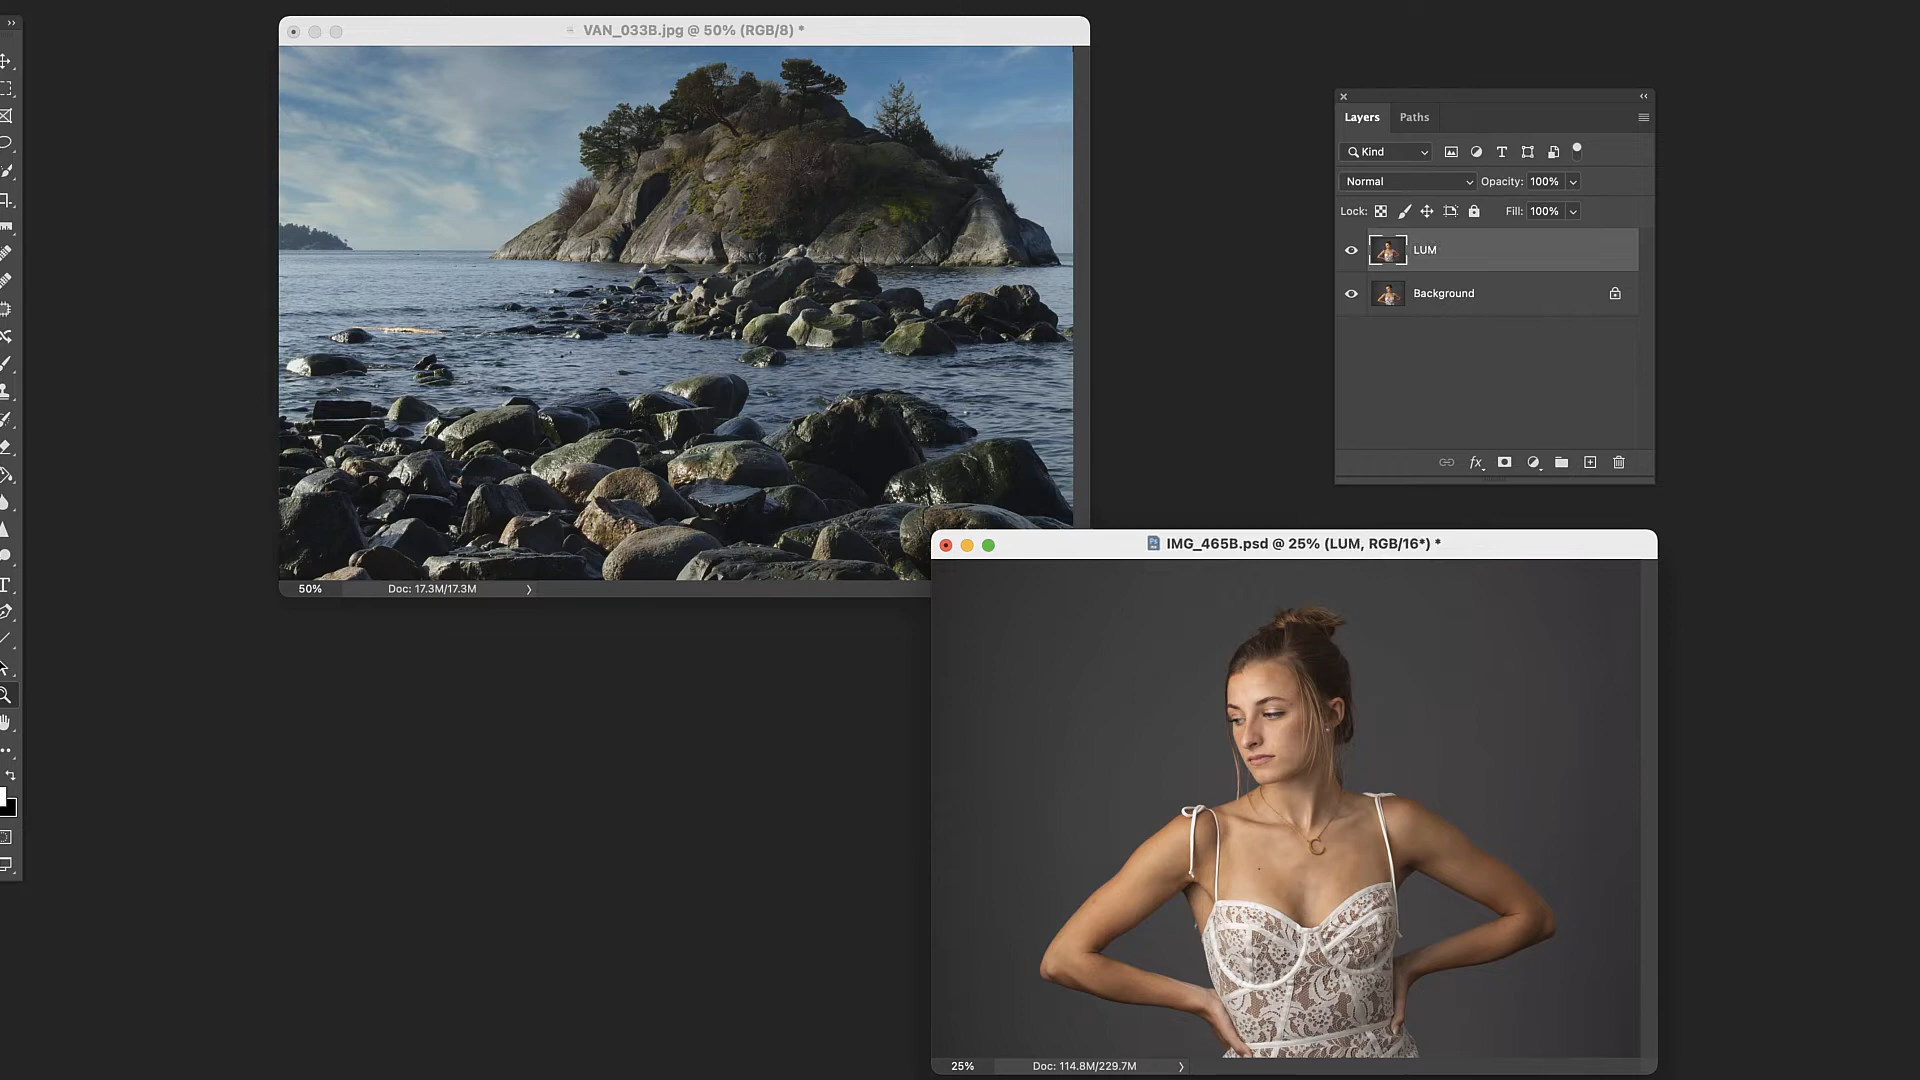 VAN_033B.jpg @ 50% (RGB/8) *
50%
Doc: 17.3M/17.3M
Layers
Paths
Kind
Normal
Opacity: 100%
Lock:
Fill: 100%
LUM
Background
fx
IMG_465B.psd @ 25% (LUM, RGB/16*) *
25%
Doc: 114.8M/229.7M